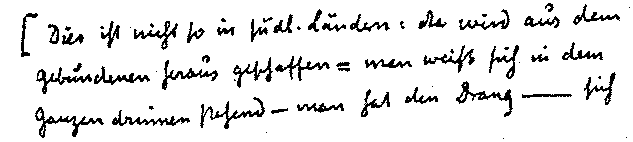 [ Dies ist nicht so in südl. Ländern: da wird aus dem
gebundenen heraus geschaffen = man weiß sich in dem
Ganzen drinnen stehend – man hat den Drang —— sich